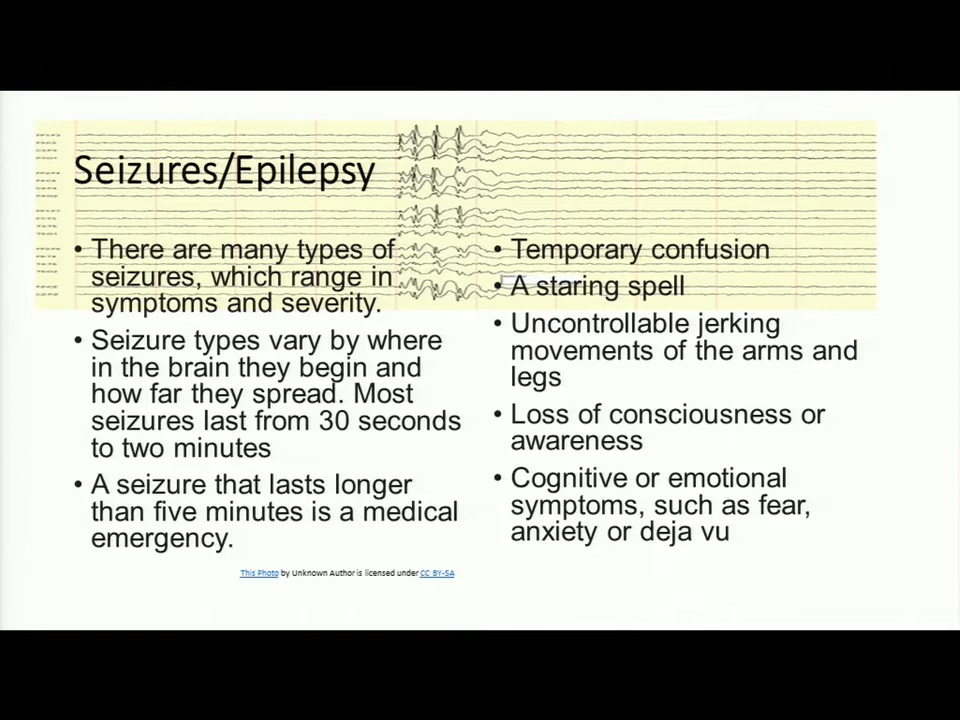 Seizures/Epilepsy
• There are many types of
seizures, which range in
symptoms and severity.
• Seizure types vary by where
in the brain they begin and
how far they spread. Most
seizures last from 30 seconds
to two minutes
• A seizure that lasts longer
than five minutes is a medical
emergency.
• Temporary confusion
• A staring spell
• Uncontrollable jerking
movements of the arms and
legs
• Loss of consciousness or
awareness
• Cognitive or emotional
symptoms, such as fear,
anxiety or deja vu
This Photo by Unknown Author is licensed under CC BY-SA